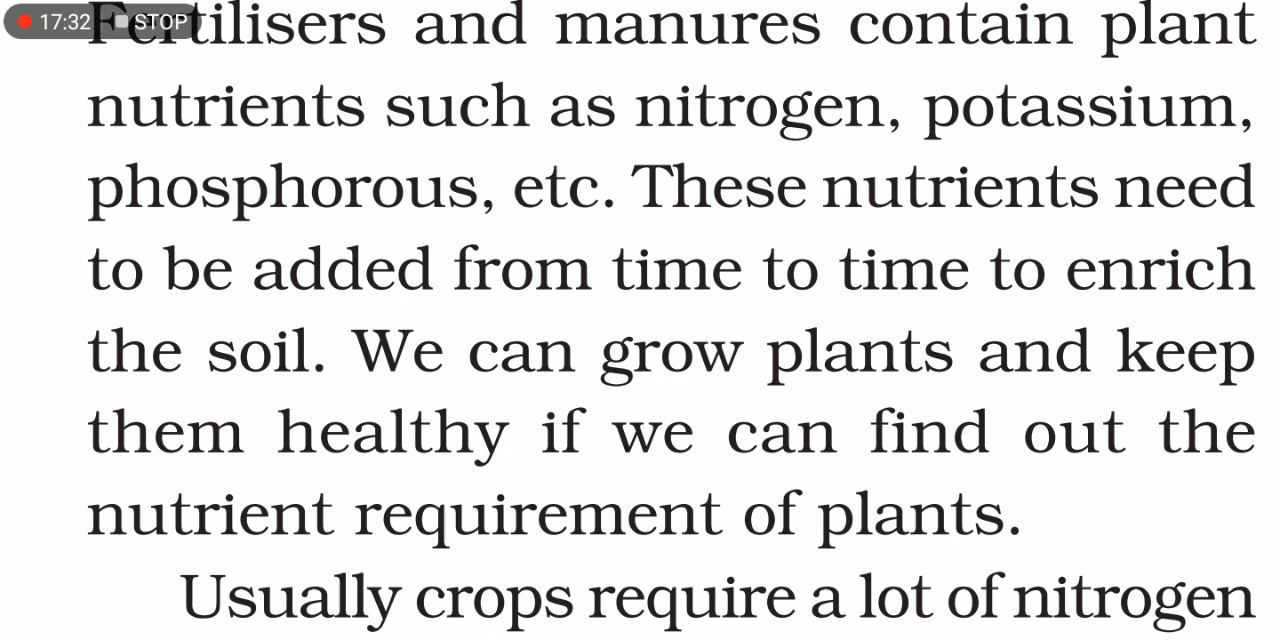 17:32 STOP
Fertilisers and manures contain plant
nutrients such as nitrogen, potassium,
phosphorous, etc. These nutrients need
to be added from time to time to enrich
the soil. We can grow plants and keep
them healthy if we can find out the
nutrient requirement of plants.
Usually crops require a lot of nitrogen